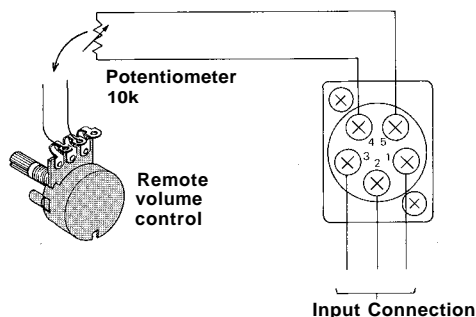 Potentiometer
10k
4 5
3 2 1
Remote
volume
control
Input Connection